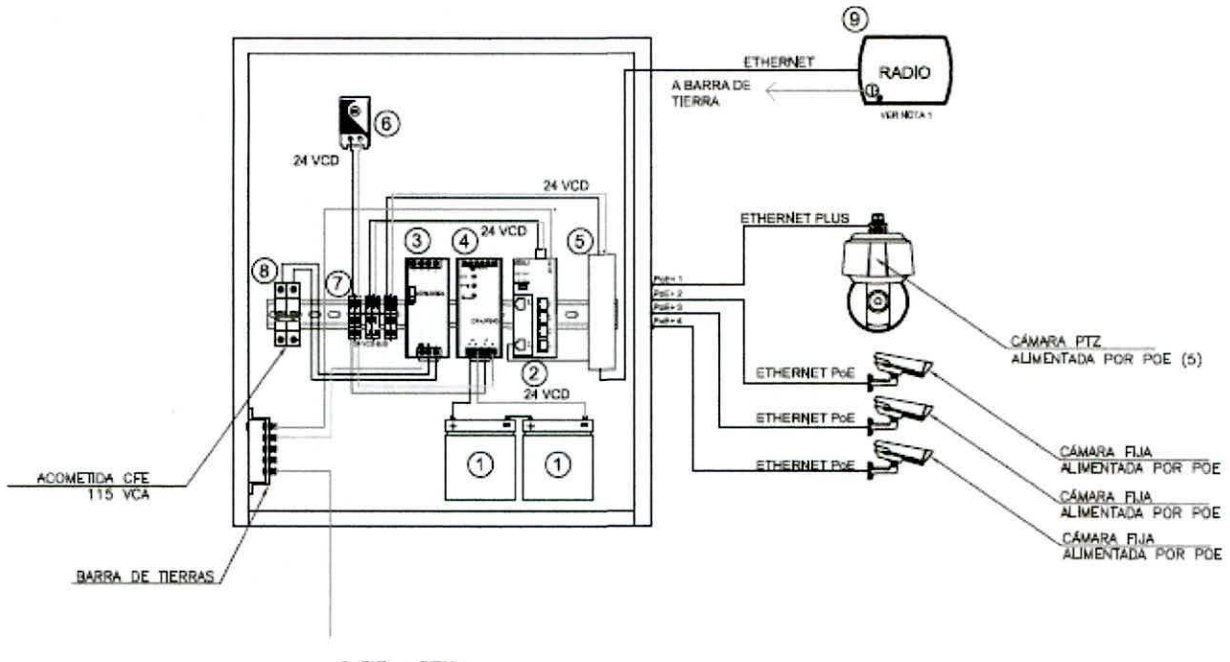 9
ETHERNET
RADIO
A BARRA DE
TIERRA
VER NOTA 1
6
24 VCD
24 VCD
ETHERNET PLUS
24 VCD
3
4
5
8
7
PoE+ 1
PoE+ 2
PoE+ 3
PoE+ 4
CÁMARA PTZ
ALIMENTADA POR POE (5)
2
ETHERNET PoE
24 VCD
ETHERNET PoE
1
1
ETHERNET PoE
CÁMARA FIJA
ALIMENTADA POR POE
ACOMETIDA CFE
115 VCA
CÁMARA FIJA
ALIMENTADA POR POE
CÁMARA FIJA
ALIMENTADA POR POE
BARRA DE TIERRAS